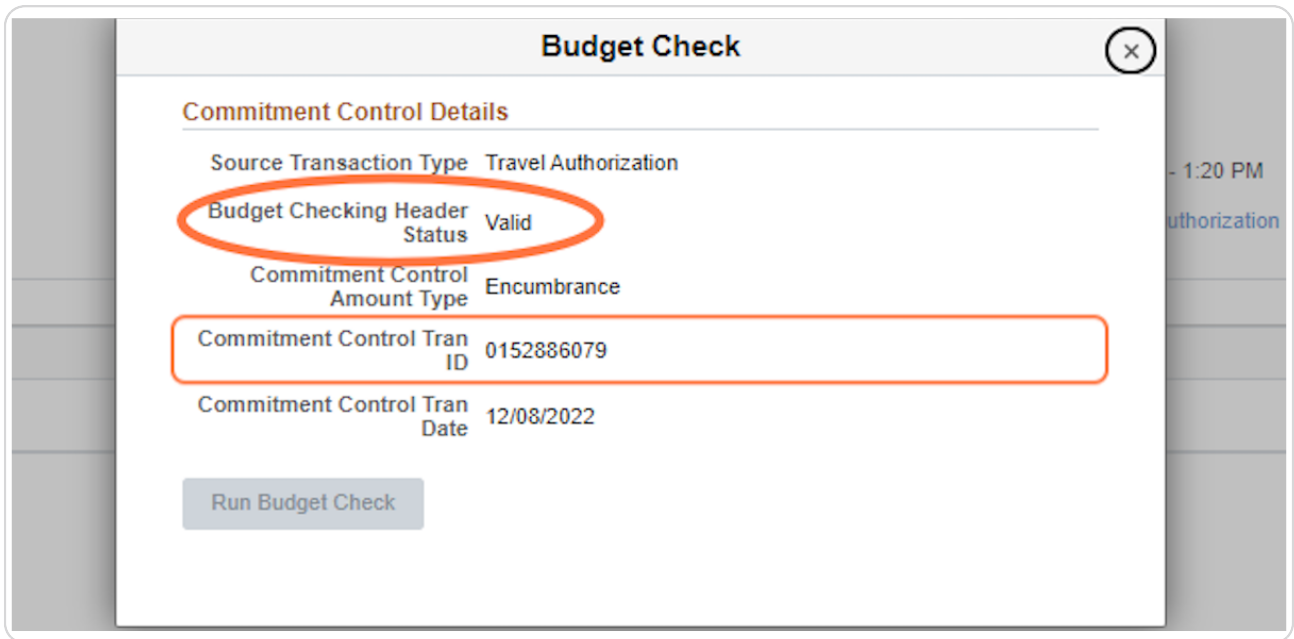 Budget Check
Commitment Control Details
Source Transaction Type Travel Authorization
- 1:20 PM
Budget Checking Header
Status Valid
uthorization
Commitment Control
Amount Type Encumbrance
Commitment Control Tran
ID 0152886079
Commitment Control Tran
Date 12/08/2022
Run Budget Check